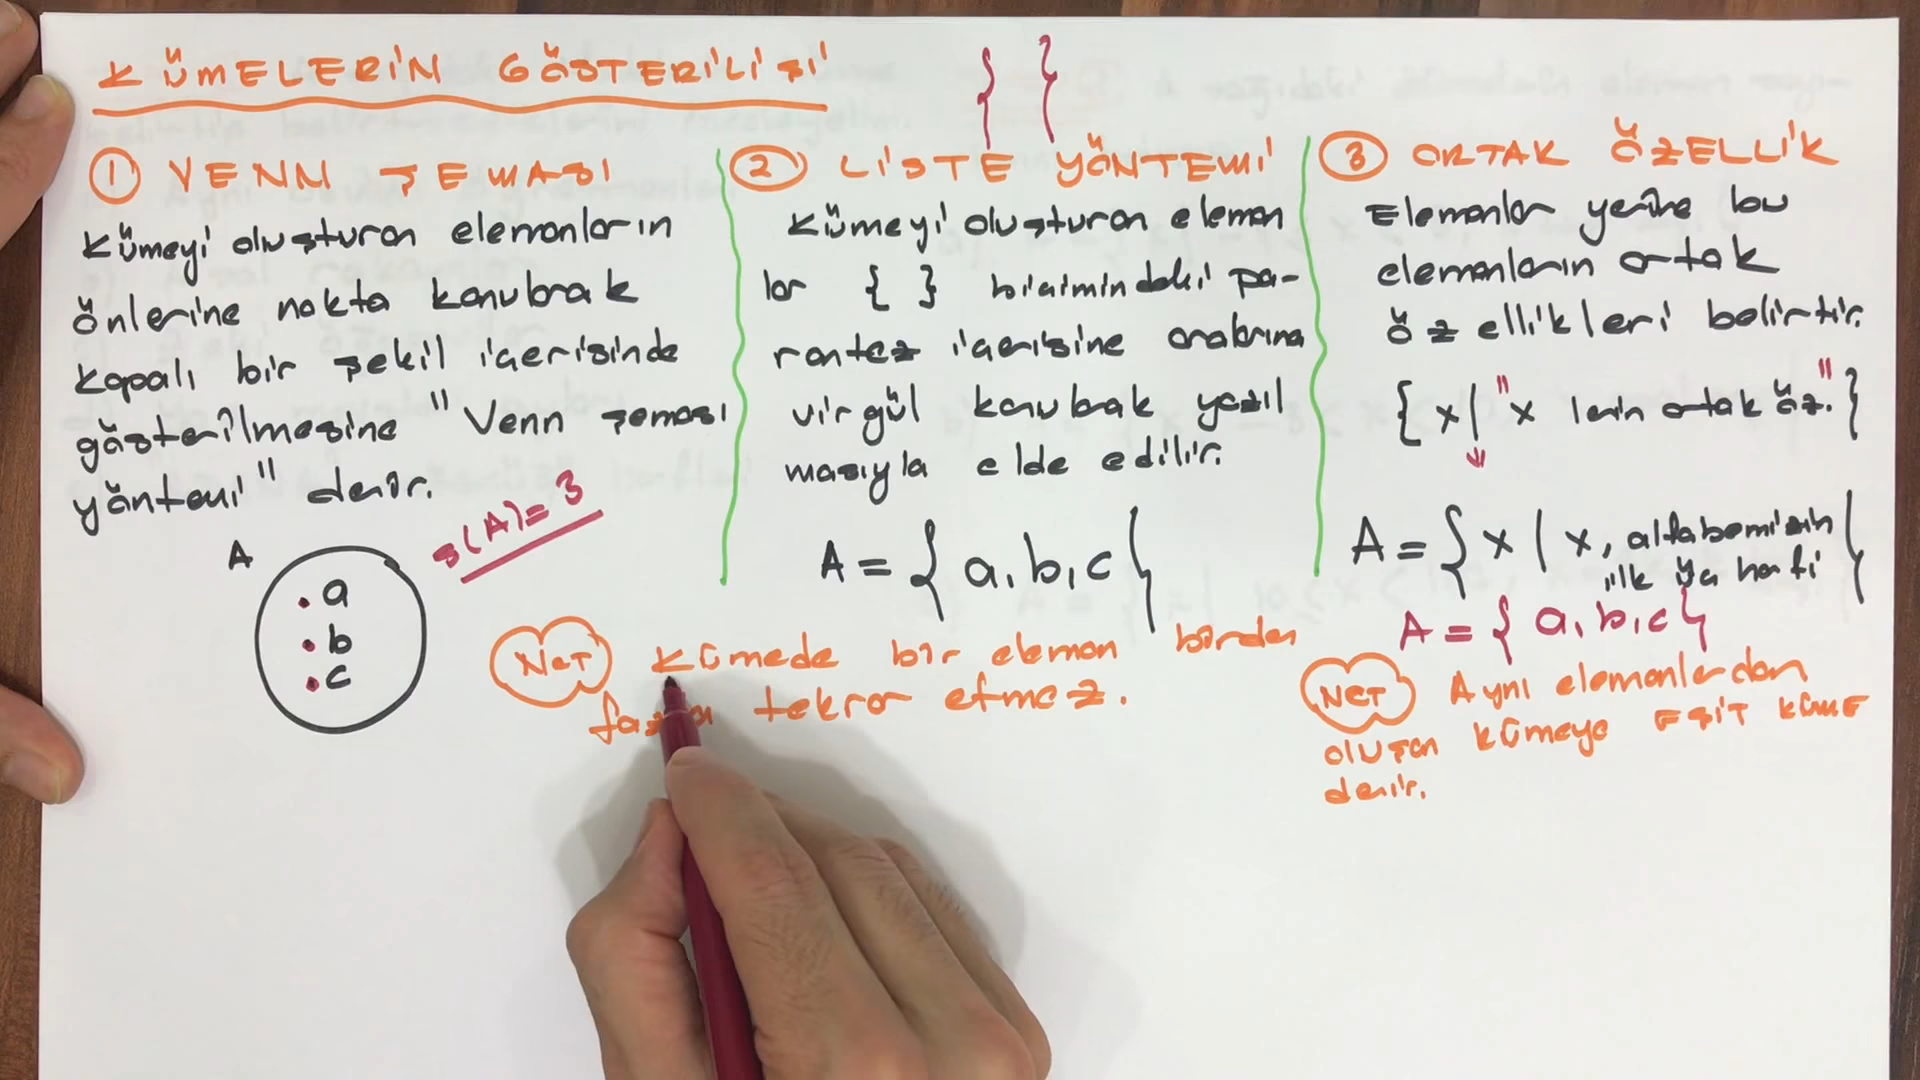 KÜMELERİN GÖSTERİLİŞİ
{ }
① VENN ŞEMASI
Kümeyi oluşturan elemanların
önlerine nokta konularak
kapalı bir şekil içerisinde
gösterilmesine "Venn şeması
yöntemi" denir.
s(A)=3
A
. a
. b
. c
② LİSTE YÖNTEMİ
Kümeyi oluşturan eleman
lar { } biçimindeki pa-
rantez içerisine aralarına
virgül konularak yazıl
masıyla elde edilir.
A = { a, b, c }
NOT Kümede bir eleman birden
fazla tekrar etmez.
③ ORTAK ÖZELLİK
Elemanlar yerine bu
elemanların ortak
özellikleri belirtir.
{ x | "x lerin ortak öz." }
A = { x | x, alfabemizin
ilk üç harfi }
A = { a, b, c }
NOT Aynı elemanlardan
oluşan kümeye EŞİT KÜME
denir.